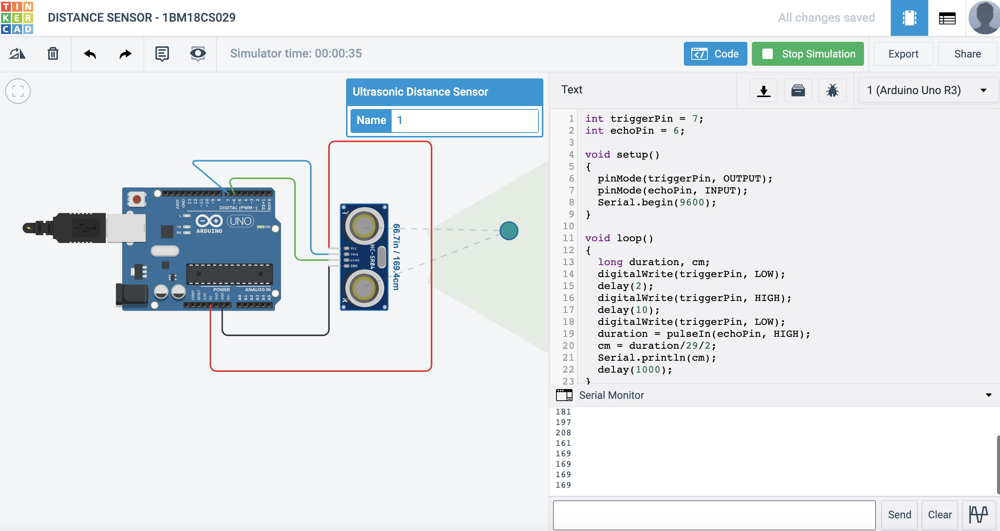 TIN
KER
CAD
DISTANCE SENSOR - 1BM18CS029
All changes saved
Simulator time: 00:00:35
Code
Stop Simulation
Export
Share
Ultrasonic Distance Sensor
Name 1
Text
1 (Arduino Uno R3)
AREF
GND
13
12
~11
~10
~9
8
7
~6
~5
4
~3
2
TX→1
RX←0
DIGITAL (PWM~)
L
TX
RX
ARDUINO
UNO
ON
POWER
ANALOG IN
IOREF
RESET
3.3V
5V
GND
GND
Vin
A0
A1
A2
A3
A4
A5
T
VCC
TRIG
ECHO
GND
HC-SR04
R
66.7in / 169.4cm
1 int triggerPin = 7;
2 int echoPin = 6;
3
4 void setup()
5 {
6 pinMode(triggerPin, OUTPUT);
7 pinMode(echoPin, INPUT);
8 Serial.begin(9600);
9 }
10
11 void loop()
12 {
13 long duration, cm;
14 digitalWrite(triggerPin, LOW);
15 delay(2);
16 digitalWrite(triggerPin, HIGH);
17 delay(10);
18 digitalWrite(triggerPin, LOW);
19 duration = pulseIn(echoPin, HIGH);
20 cm = duration/29/2;
21 Serial.println(cm);
22 delay(1000);
23 }
Serial Monitor
181
197
208
161
169
169
169
169
Send
Clear